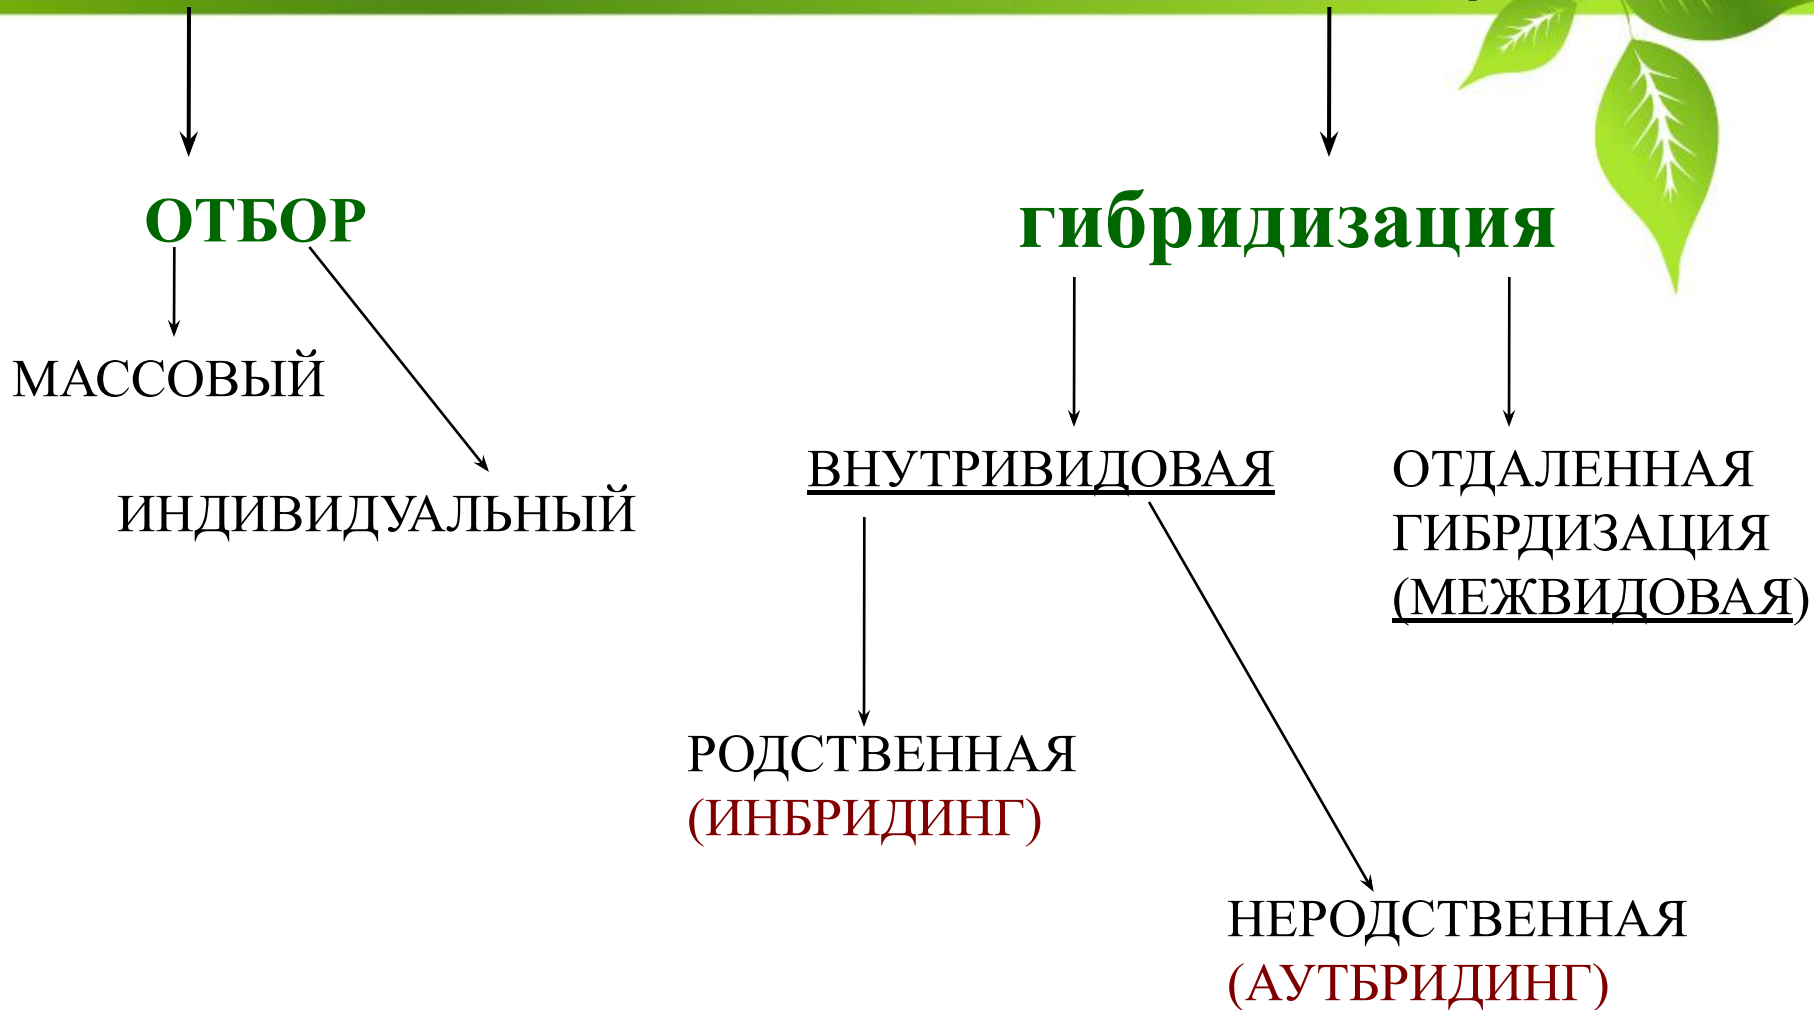 ОТБОР
гибридизация
МАССОВЫЙ
ИНДИВИДУАЛЬНЫЙ
ВНУТРИВИДОВАЯ
ОТДАЛЕННАЯ
ГИБРДИЗАЦИЯ
(МЕЖВИДОВАЯ)
РОДСТВЕННАЯ
(ИНБРИДИНГ)
НЕРОДСТВЕННАЯ
(АУТБРИДИНГ)